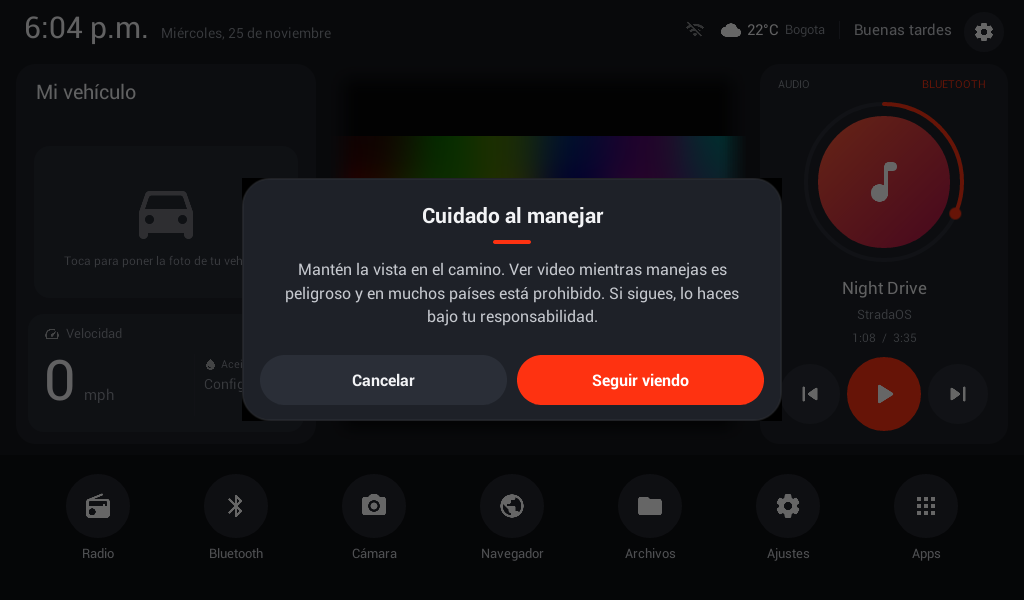 6:04 p.m. Miércoles, 25 de noviembre
22°C Bogota Buenas tardes
Mi vehículo
AUDIO BLUETOOTH
Toca para poner la foto de tu
Cuidado al manejar
Mantén la vista en el camino. Ver video mientras manejas es
peligroso y en muchos países está prohibido. Si sigues, lo haces
bajo tu responsabilidad.
Cancelar Seguir viendo
Velocidad
0 mph
Night Drive
StradaOS
1:08 / 3:35
Radio Bluetooth Cámara Navegador Archivos Ajustes Apps